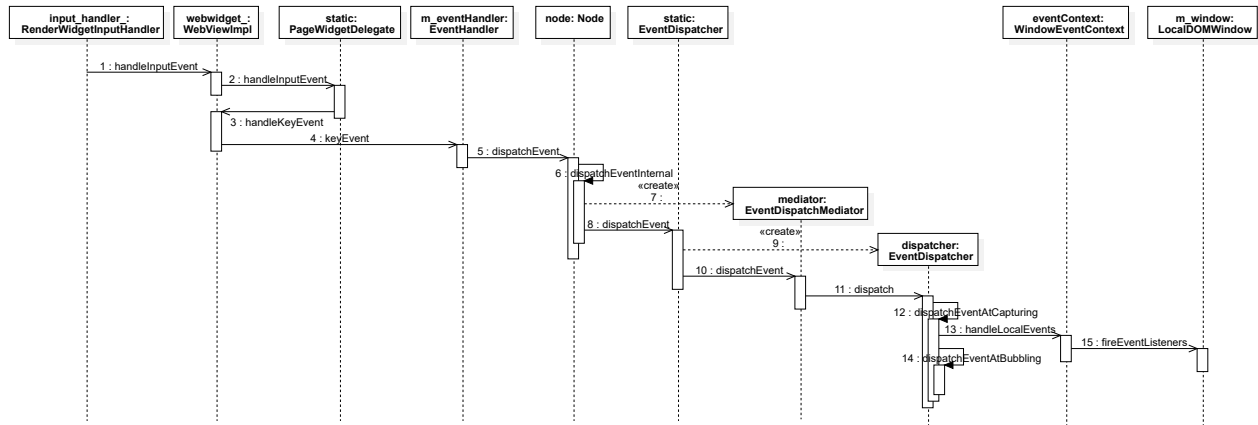 input_handler_:
RenderWidgetInputHandler
webwidget_:
WebViewImpl
static:
PageWidgetDelegate
m_eventHandler:
EventHandler
node: Node
static:
EventDispatcher
eventContext:
WindowEventContext
m_window:
LocalDOMWindow
1 : handleInputEvent
2 : handleInputEvent
3 : handleKeyEvent
4 : keyEvent
5 : dispatchEvent
6 : dispatchEventInternal
«create»
7 :
mediator:
EventDispatchMediator
8 : dispatchEvent
«create»
9 :
dispatcher:
EventDispatcher
10 : dispatchEvent
11 : dispatch
12 : dispatchEventAtCapturing
13 : handleLocalEvents
15 : fireEventListeners
14 : dispatchEventAtBubbling